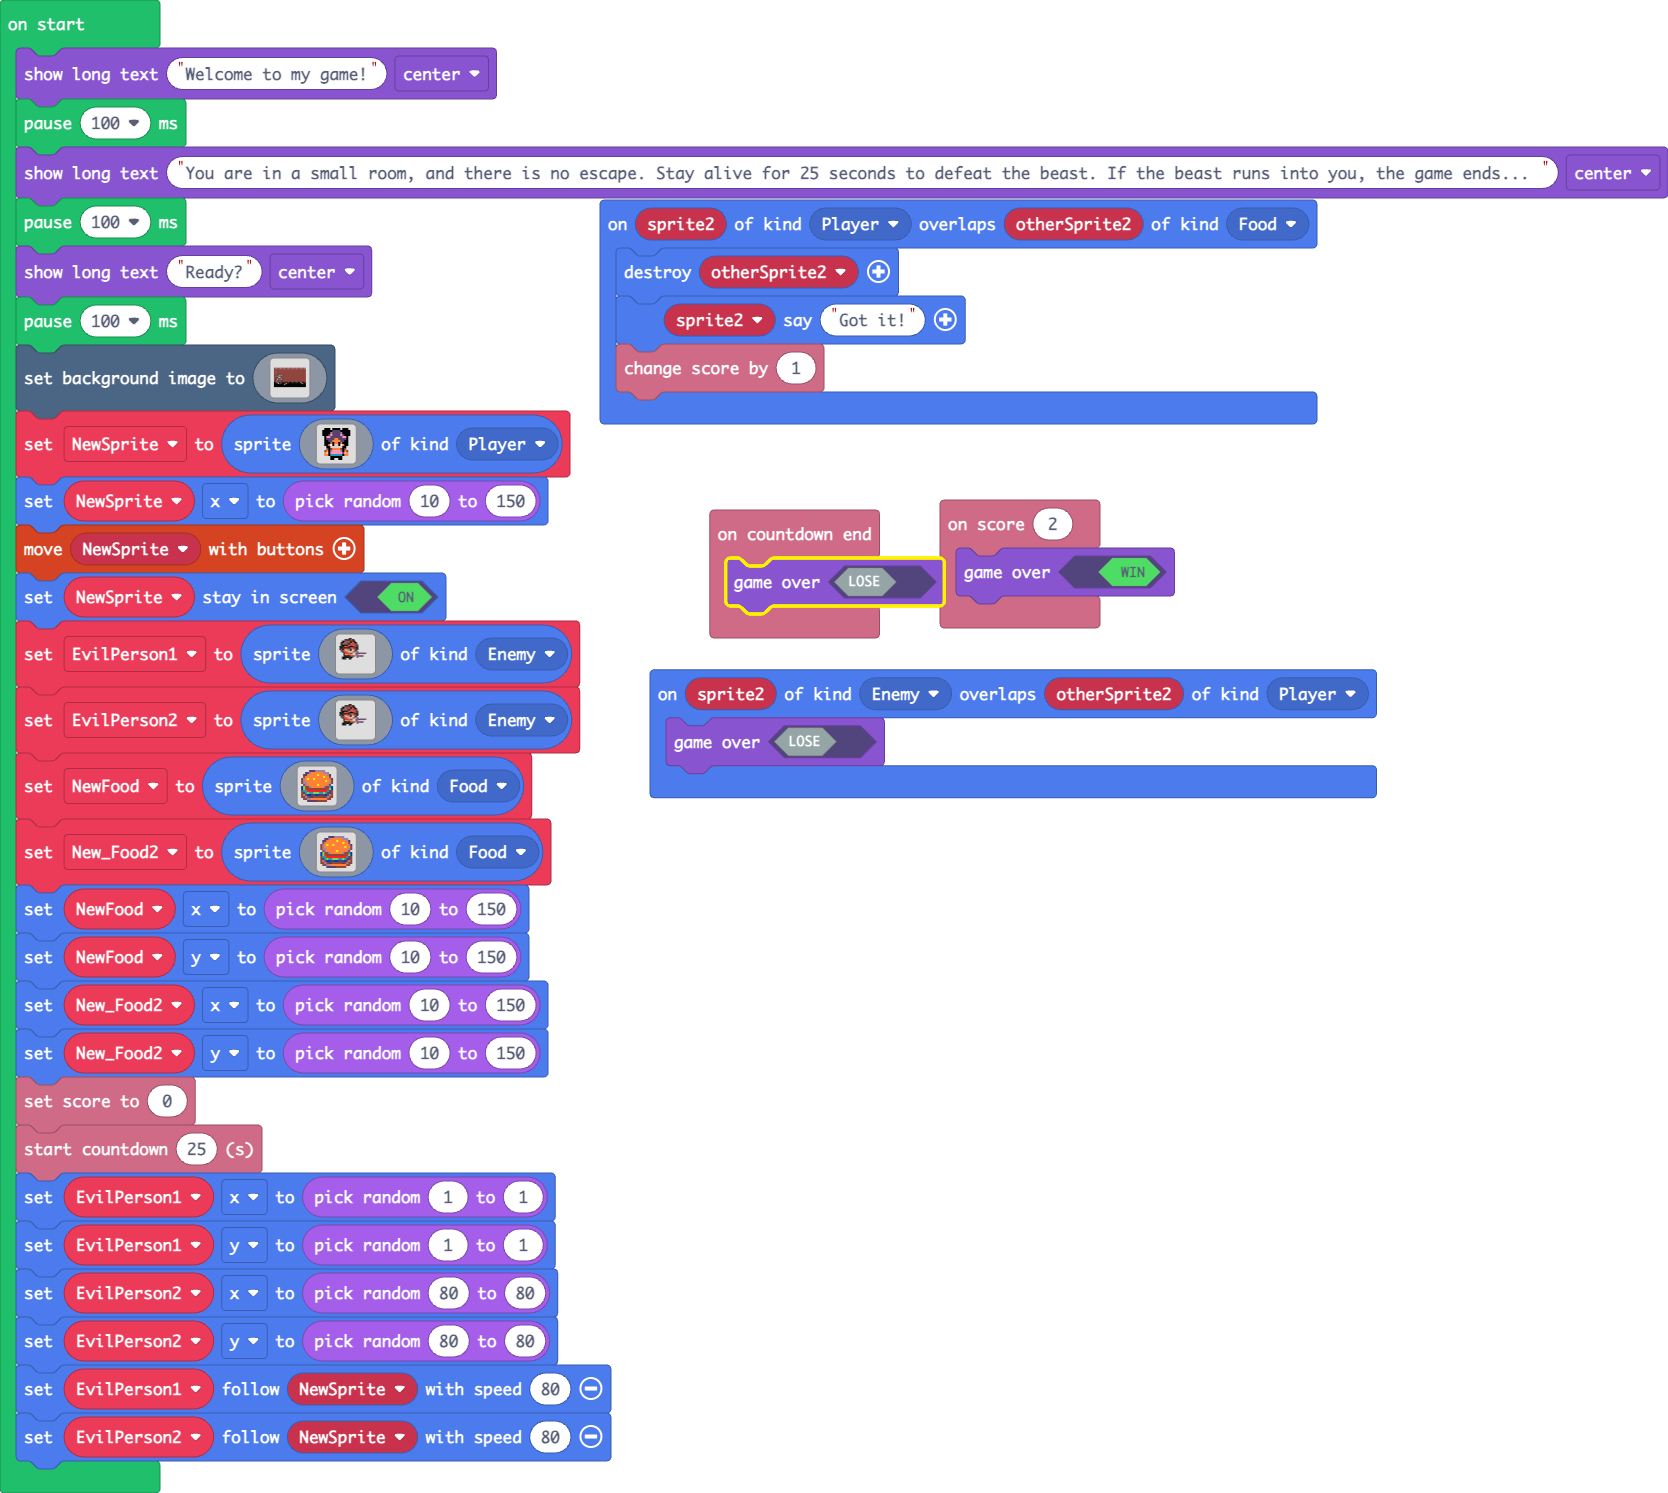 on start
show long text "Welcome to my game!" center
pause 100 ms
show long text "You are in a small room, and there is no escape. Stay alive for 25 seconds to defeat the beast. If the beast runs into you, the game ends... " center
pause 100 ms
show long text "Ready?" center
pause 100 ms
set background image to
set NewSprite to sprite of kind Player
set NewSprite x to pick random 10 to 150
move NewSprite with buttons
set NewSprite stay in screen ON
set EvilPerson1 to sprite of kind Enemy
set EvilPerson2 to sprite of kind Enemy
set NewFood to sprite of kind Food
set New_Food2 to sprite of kind Food
set NewFood x to pick random 10 to 150
set NewFood y to pick random 10 to 150
set New_Food2 x to pick random 10 to 150
set New_Food2 y to pick random 10 to 150
set score to 0
start countdown 25 (s)
set EvilPerson1 x to pick random 1 to 1
set EvilPerson1 y to pick random 1 to 1
set EvilPerson2 x to pick random 80 to 80
set EvilPerson2 y to pick random 80 to 80
set EvilPerson1 follow NewSprite with speed 80
set EvilPerson2 follow NewSprite with speed 80
on sprite2 of kind Player overlaps otherSprite2 of kind Food
destroy otherSprite2
sprite2 say "Got it!"
change score by 1
on countdown end
game over LOSE
on score 2
game over WIN
on sprite2 of kind Enemy overlaps otherSprite2 of kind Player
game over LOSE